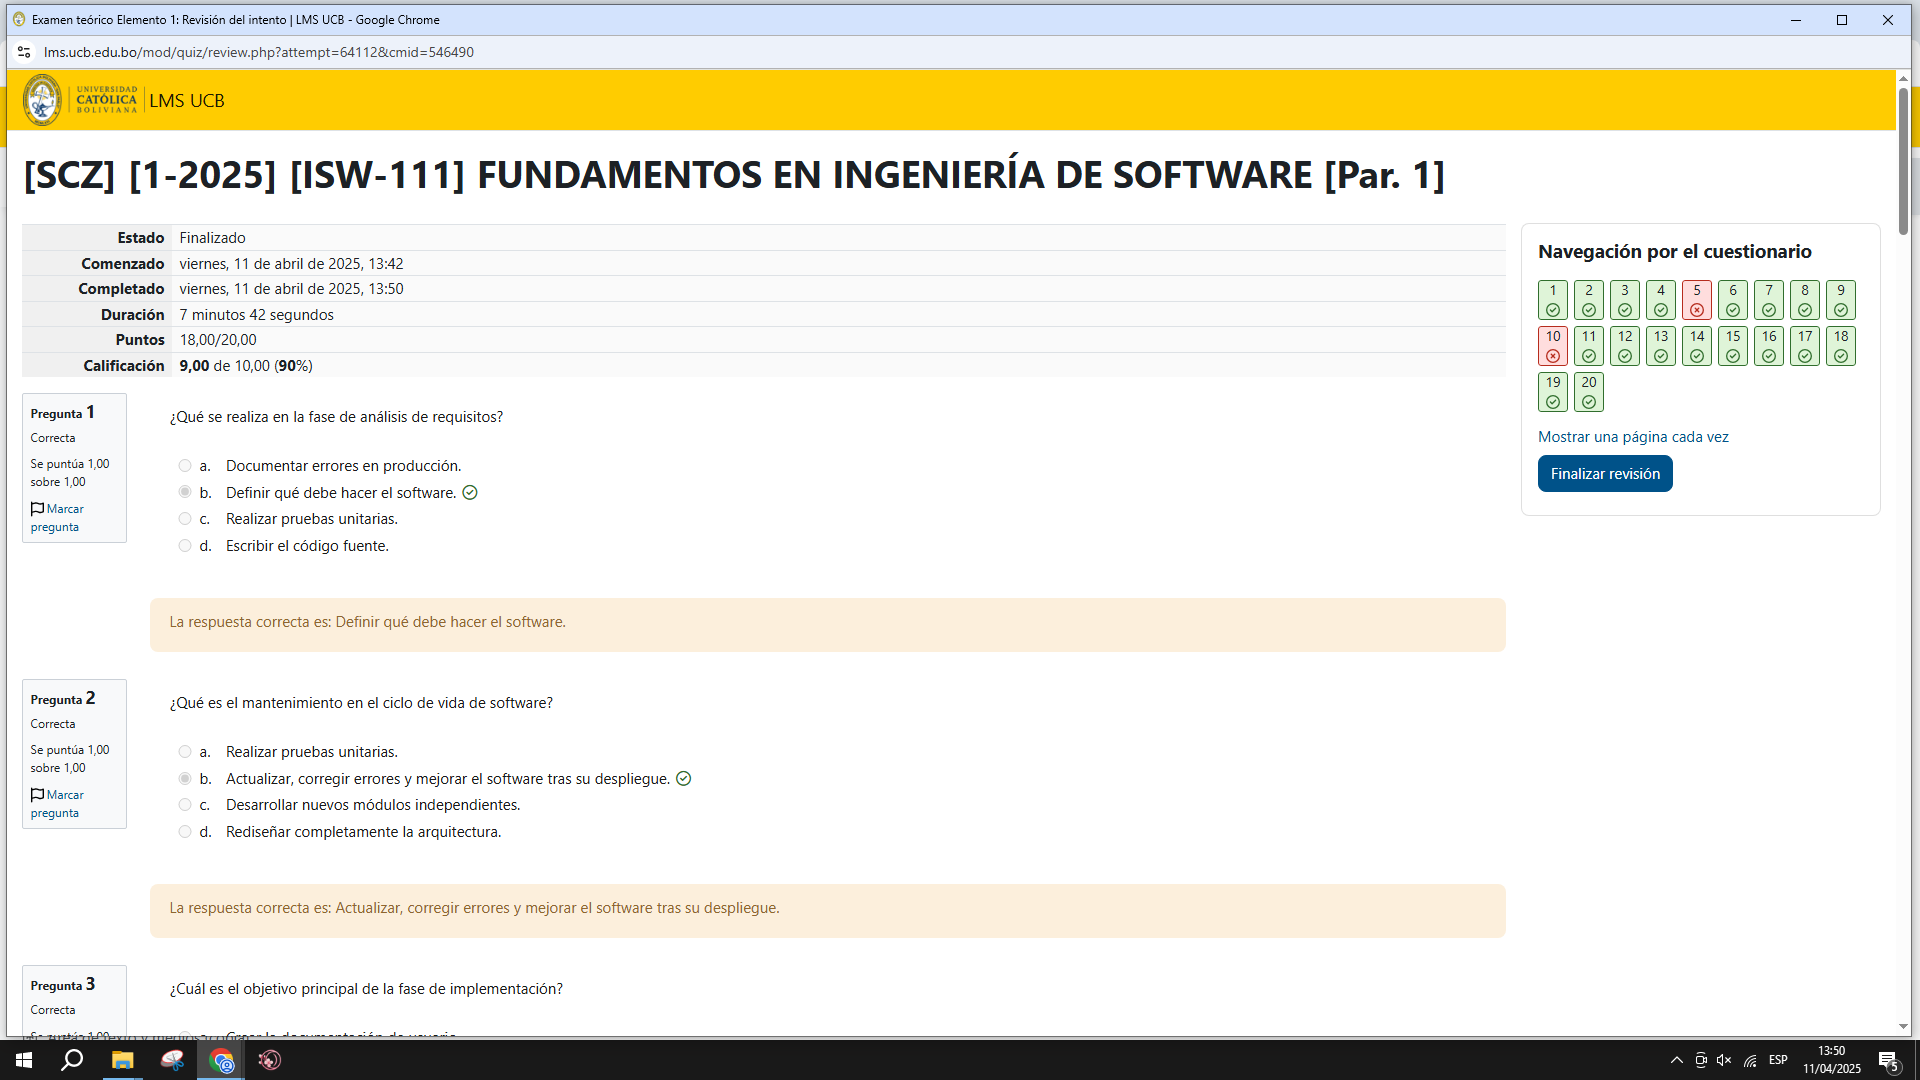 Examen teórico Elemento 1: Revisión del intento | LMS UCB - Google Chrome
lms.ucb.edu.bo/mod/quiz/review.php?attempt=64112&cmid=546490
UNIVERSIDAD
CATÓLICA
BOLIVIANA
LMS UCB
[SCZ] [1-2025] [ISW-111] FUNDAMENTOS EN INGENIERÍA DE SOFTWARE [Par. 1]
Estado Finalizado
Comenzado viernes, 11 de abril de 2025, 13:42
Completado viernes, 11 de abril de 2025, 13:50
Duración 7 minutos 42 segundos
Puntos 18,00/20,00
Calificación 9,00 de 10,00 (90%)
Pregunta 1
Correcta
Se puntúa 1,00
sobre 1,00
Marcar
pregunta
¿Qué se realiza en la fase de análisis de requisitos?
a. Documentar errores en producción.
b. Definir qué debe hacer el software.
c. Realizar pruebas unitarias.
d. Escribir el código fuente.
La respuesta correcta es: Definir qué debe hacer el software.
Pregunta 2
Correcta
Se puntúa 1,00
sobre 1,00
Marcar
pregunta
¿Qué es el mantenimiento en el ciclo de vida de software?
a. Realizar pruebas unitarias.
b. Actualizar, corregir errores y mejorar el software tras su despliegue.
c. Desarrollar nuevos módulos independientes.
d. Rediseñar completamente la arquitectura.
La respuesta correcta es: Actualizar, corregir errores y mejorar el software tras su despliegue.
Pregunta 3
Correcta
Se puntúa 1,00
¿Cuál es el objetivo principal de la fase de implementación?
a. Crear la documentación de usuario.
Navegación por el cuestionario
1 2 3 4 5 6 7 8 9
10 11 12 13 14 15 16 17 18
19 20
Mostrar una página cada vez
Finalizar revisión
ESP
13:50
11/04/2025
5